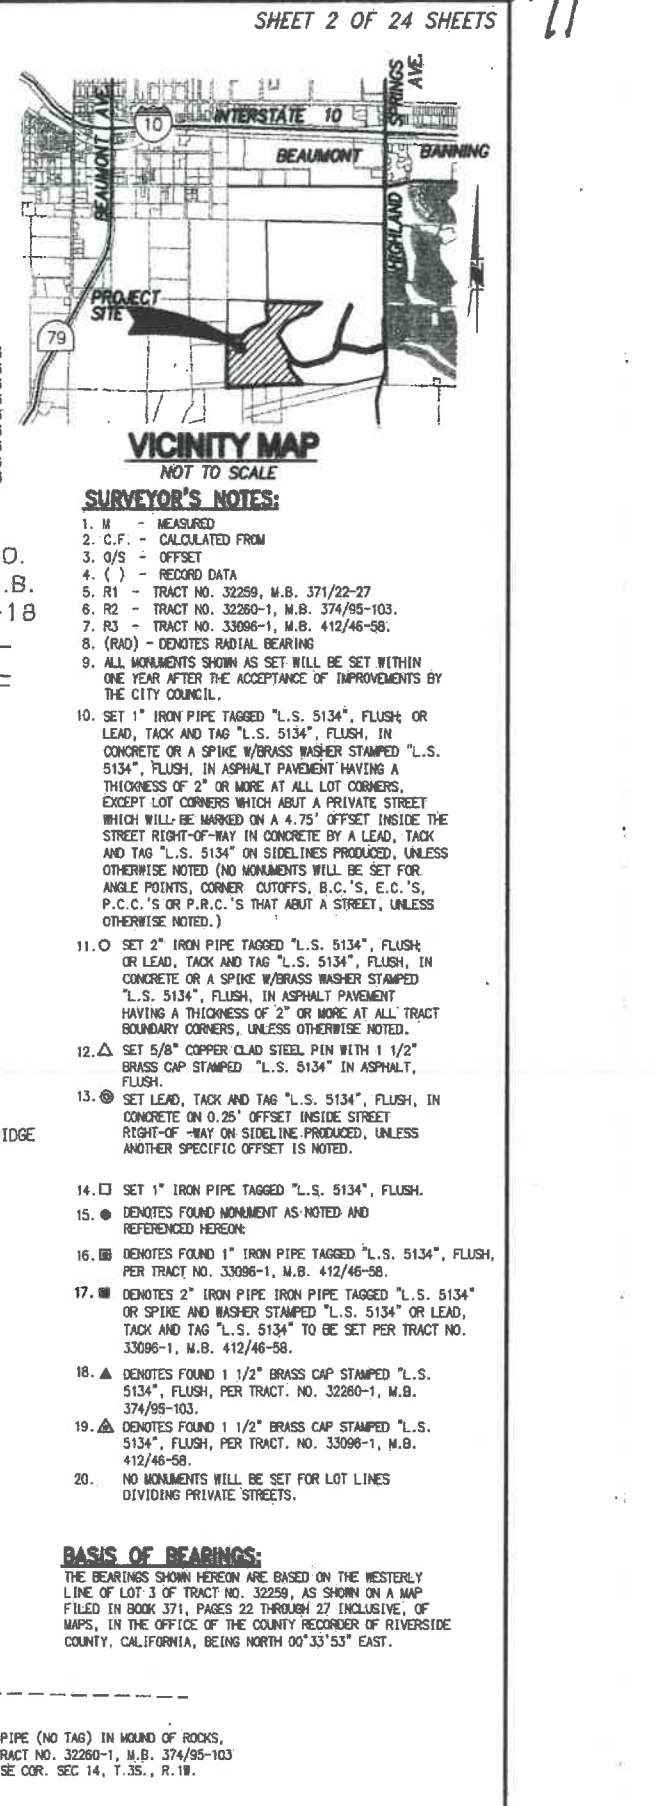 SHEET 2 OF 24 SHEETS
BEAUMONT AVE.
10
INTERSTATE 10
HIGHLAND SPRINGS AVE.
BEAUMONT
BANNING
PROJECT
SITE
79
VICINITY MAP
NOT TO SCALE
SURVEYOR'S NOTES:
1. M - MEASURED
2. C.F. - CALCULATED FROM
3. O/S - OFFSET
4. ( ) - RECORD DATA
5. R1 - TRACT NO. 32259, M.B. 371/22-27
6. R2 - TRACT NO. 32260-1, M.B. 374/95-103.
7. R3 - TRACT NO. 33096-1, M.B. 412/46-58.
8. (RAD) - DENOTES RADIAL BEARING
9. ALL MONUMENTS SHOWN AS SET WILL BE SET WITHIN
ONE YEAR AFTER THE ACCEPTANCE OF IMPROVEMENTS BY
THE CITY COUNCIL.
10. SET 1" IRON PIPE TAGGED "L.S. 5134", FLUSH; OR
LEAD, TACK AND TAG "L.S. 5134", FLUSH, IN
CONCRETE OR A SPIKE W/BRASS WASHER STAMPED "L.S.
5134", FLUSH, IN ASPHALT PAVEMENT HAVING A
THICKNESS OF 2" OR MORE AT ALL LOT CORNERS,
EXCEPT LOT CORNERS WHICH ABUT A PRIVATE STREET
WHICH WILL BE MARKED ON A 4.75' OFFSET INSIDE THE
STREET RIGHT-OF-WAY IN CONCRETE BY A LEAD, TACK
AND TAG "L.S. 5134" ON SIDELINES PRODUCED, UNLESS
OTHERWISE NOTED (NO MONUMENTS WILL BE SET FOR
ANGLE POINTS, CORNER CUTOFFS, B.C.'S, E.C.'S,
P.C.C.'S OR P.R.C.'S THAT ABUT A STREET, UNLESS
OTHERWISE NOTED.)
11. SET 2" IRON PIPE TAGGED "L.S. 5134", FLUSH;
OR LEAD, TACK AND TAG "L.S. 5134", FLUSH, IN
CONCRETE OR A SPIKE W/BRASS WASHER STAMPED
"L.S. 5134", FLUSH, IN ASPHALT PAVEMENT
HAVING A THICKNESS OF 2" OR MORE AT ALL TRACT
BOUNDARY CORNERS, UNLESS OTHERWISE NOTED.
12. SET 5/8" COPPER CLAD STEEL PIN WITH 1 1/2"
BRASS CAP STAMPED "L.S. 5134" IN ASPHALT,
FLUSH.
13. SET LEAD, TACK AND TAG "L.S. 5134", FLUSH, IN
CONCRETE ON 0.25' OFFSET INSIDE STREET
RIGHT-OF -WAY ON SIDELINE PRODUCED, UNLESS
ANOTHER SPECIFIC OFFSET IS NOTED.
14. SET 1" IRON PIPE TAGGED "L.S. 5134", FLUSH.
15. DENOTES FOUND MONUMENT AS NOTED AND
REFERENCED HEREON:
16. DENOTES FOUND 1" IRON PIPE TAGGED "L.S. 5134", FLUSH,
PER TRACT NO. 33096-1, M.B. 412/46-58.
17. DENOTES 2" IRON PIPE IRON PIPE TAGGED "L.S. 5134"
OR SPIKE AND WASHER STAMPED "L.S. 5134" OR LEAD,
TACK AND TAG "L.S. 5134" TO BE SET PER TRACT NO.
33096-1, M.B. 412/46-58.
18. DENOTES FOUND 1 1/2" BRASS CAP STAMPED "L.S.
5134", FLUSH, PER TRACT. NO. 32260-1, M.B.
374/95-103.
19. DENOTES FOUND 1 1/2" BRASS CAP STAMPED "L.S.
5134", FLUSH, PER TRACT. NO. 33096-1, M.B.
412/46-58.
20. NO MONUMENTS WILL BE SET FOR LOT LINES
DIVIDING PRIVATE STREETS.
BASIS OF BEARINGS:
THE BEARINGS SHOWN HEREON ARE BASED ON THE WESTERLY
LINE OF LOT 3 OF TRACT NO. 32259, AS SHOWN ON A MAP
FILED IN BOOK 371, PAGES 22 THROUGH 27 INCLUSIVE, OF
MAPS, IN THE OFFICE OF THE COUNTY RECORDER OF RIVERSIDE
COUNTY, CALIFORNIA, BEING NORTH 00°33'53" EAST.
O.
.B.
-18
IDGE
PIPE (NO TAG) IN MOUND OF ROCKS,
RACT NO. 32260-1, M.B. 374/95-103
SE COR. SEC 14, T.3S., R.1W.